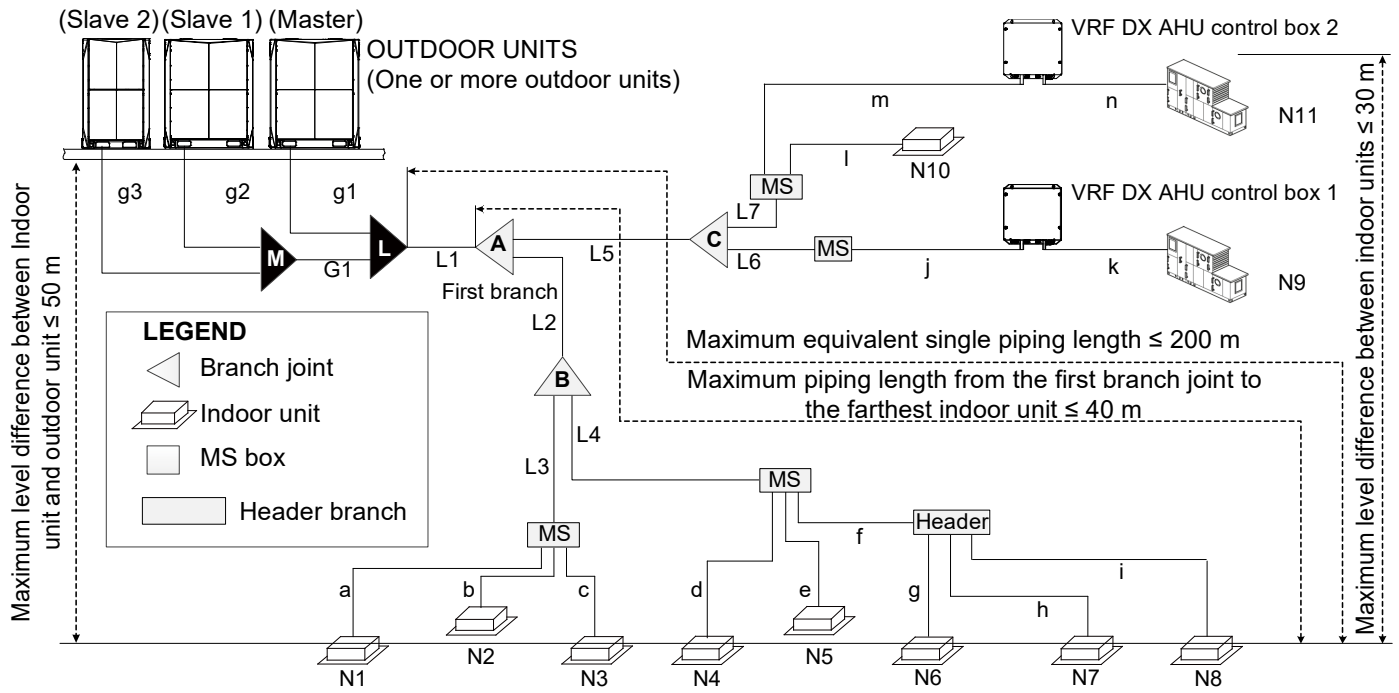 (Slave 2) (Slave 1) (Master)
OUTDOOR UNITS
(One or more outdoor units)
VRF DX AHU control box 2
m
n
N11
l
N10
MS
VRF DX AHU control box 1
g3
g2
g1
L7
M
L
A
C
MS
G1
L1
L5
L6
j
k
N9
First branch
L2
LEGEND
Branch joint
Indoor unit
MS box
Header branch
Maximum equivalent single piping length ≤ 200 m
Maximum piping length from the first branch joint to
the farthest indoor unit ≤ 40 m
B
L4
L3
MS
MS
Header
f
a
b
c
d
e
g
h
i
N1
N2
N3
N4
N5
N6
N7
N8
Maximum level difference between Indoor
unit and outdoor unit ≤ 50 m
Maximum level difference between indoor units ≤ 30 m